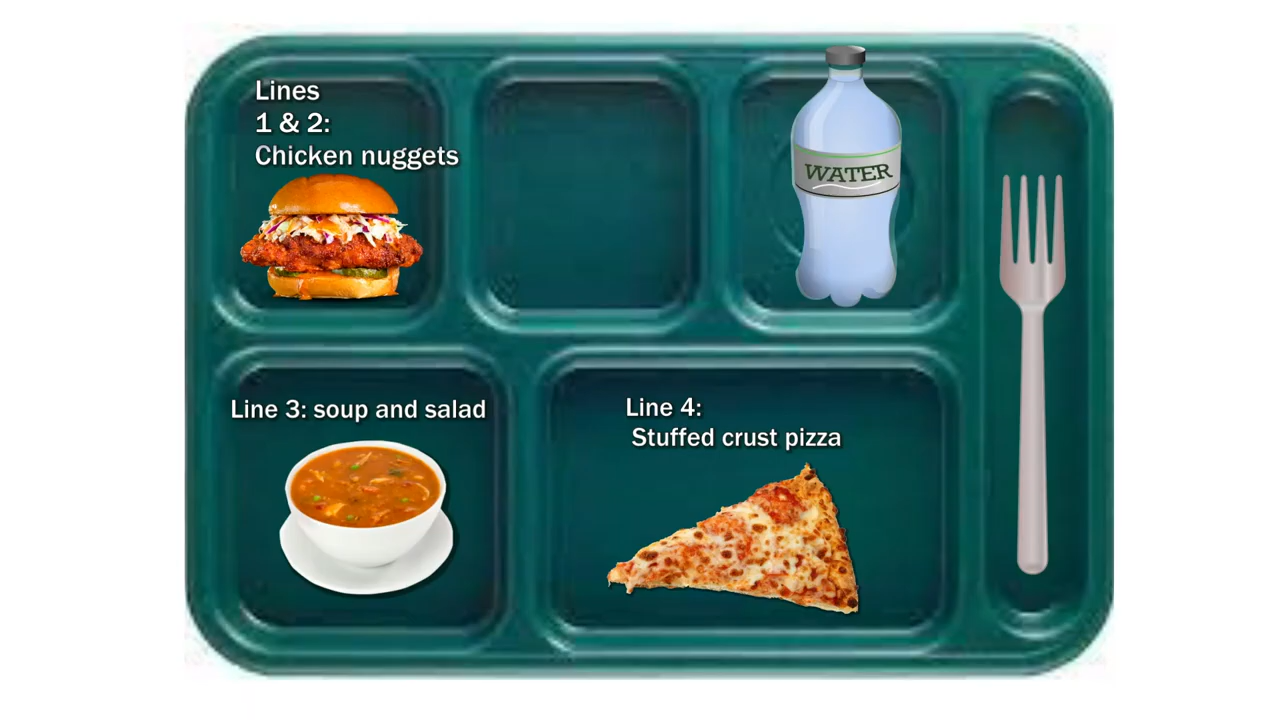 Lines
1 & 2:
Chicken nuggets
WATER
Line 3: soup and salad
Line 4:
Stuffed crust pizza